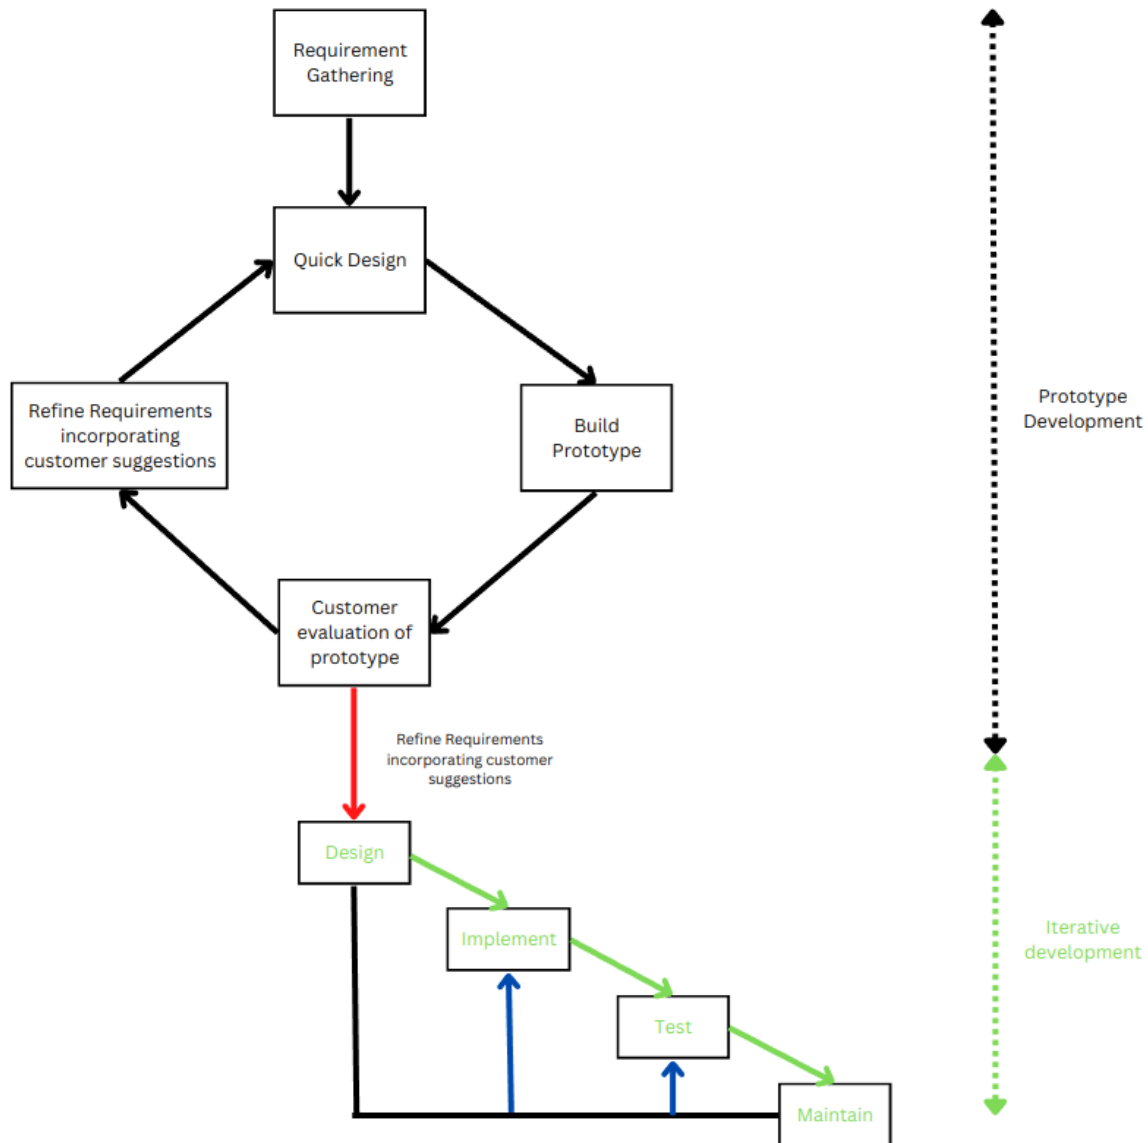 Requirement
Gathering
Quick Design
Refine Requirements
incorporating
customer suggestions
Build
Prototype
Prototype
Development
Customer
evaluation of
prototype
Refine Requirements
incorporating customer
suggestions
Design
Implement
Iterative
development
Test
Maintain